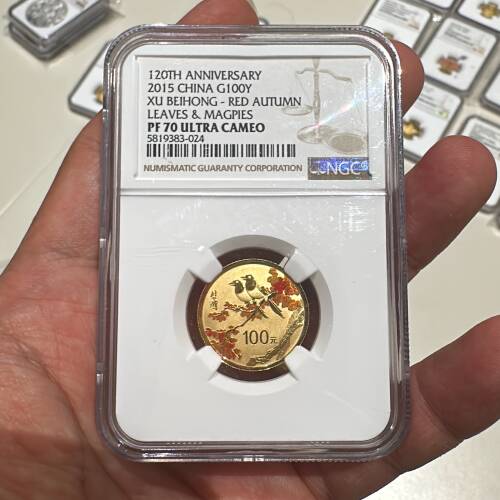 120TH ANNIVERSARY
2015 CHINA G100Y
XU BEIHONG - RED AUTUMN
LEAVES & MAGPIES
PF 70 ULTRA CAMEO
5819383-024
NUMISMATIC GUARANTY CORPORATION
NGC
悲鴻
100元